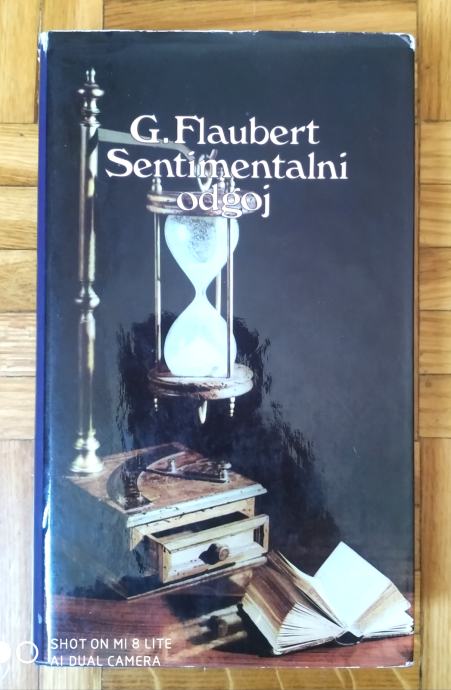 G. Flaubert
Sentimentalni
odgoj
SHOT ON MI 8 LITE
AI DUAL CAMERA